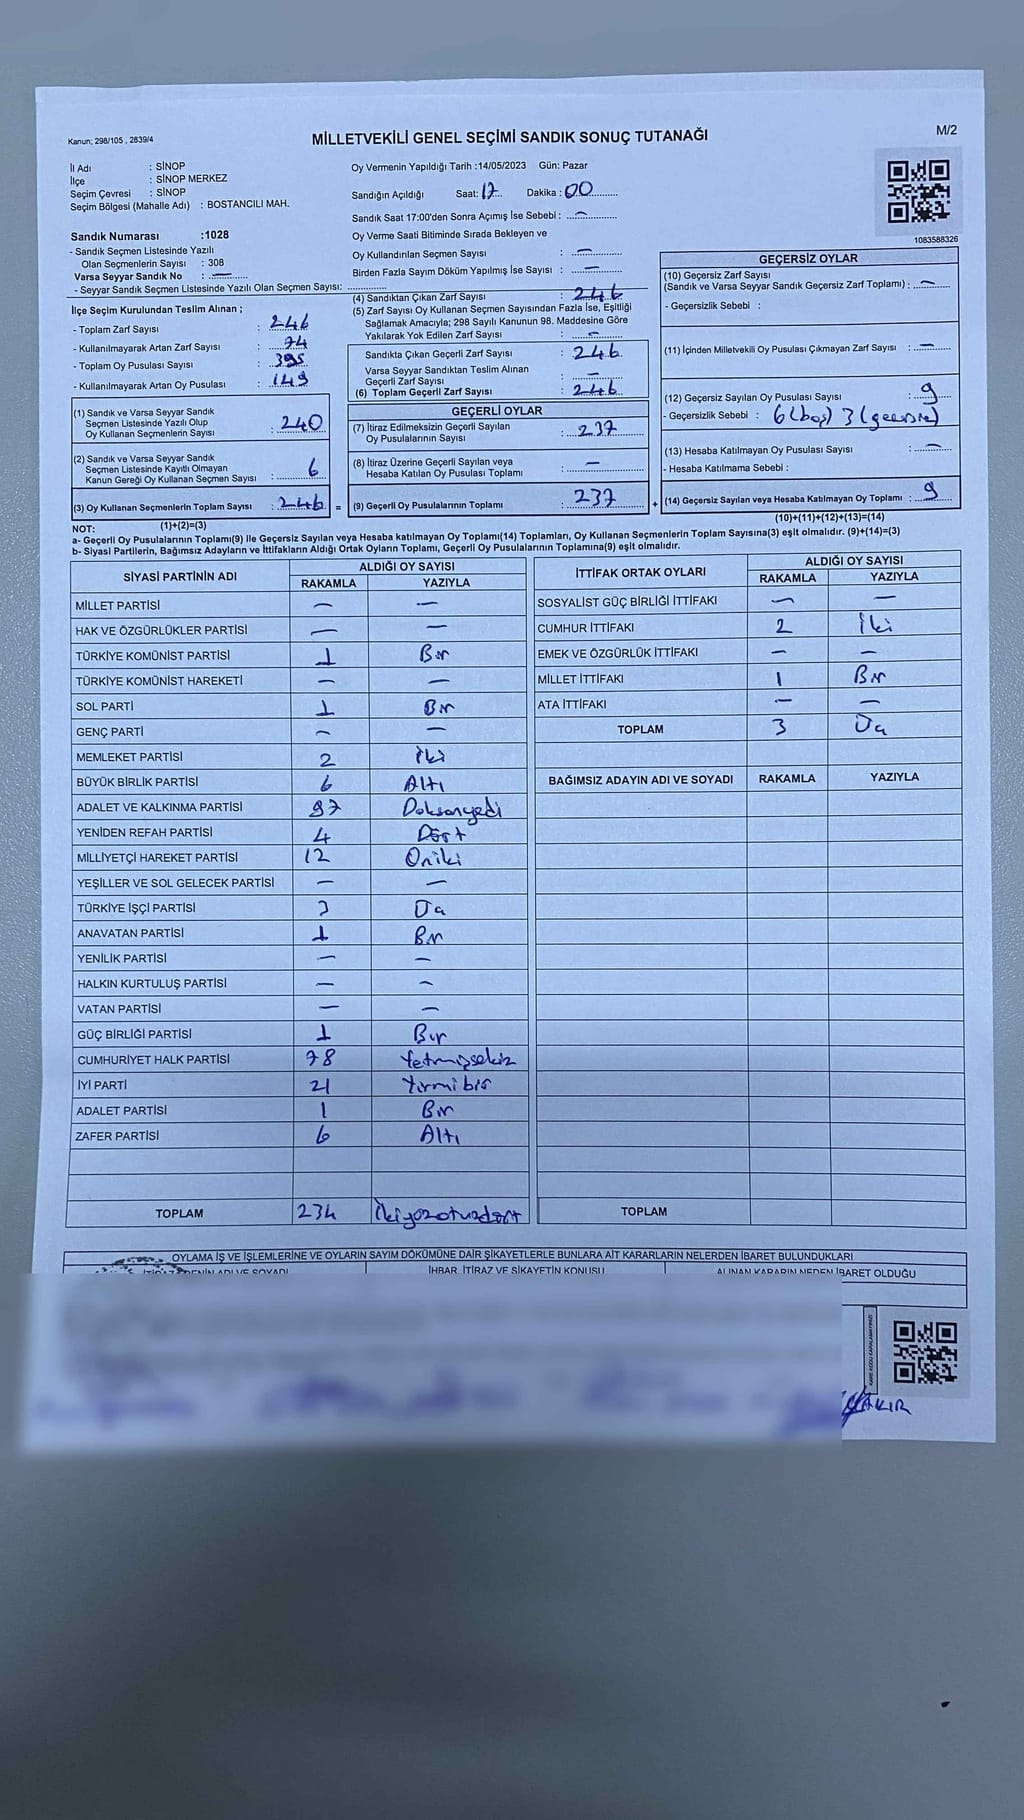 Kanun; 298/105 , 2839/4
MİLLETVEKİLİ GENEL SEÇİMİ SANDIK SONUÇ TUTANAĞI
M/2
İl Adı : SİNOP
İlçe : SİNOP MERKEZ
Seçim Çevresi : SİNOP
Seçim Bölgesi (Mahalle Adı) : BOSTANCILI MAH.
Sandık Numarası :1028
- Sandık Seçmen Listesinde Yazılı
Olan Seçmenlerin Sayısı : 308
Varsa Seyyar Sandık No : —
- Seyyar Sandık Seçmen Listesinde Yazılı Olan Seçmen Sayısı:
Oy Vermenin Yapıldığı Tarih :14/05/2023 Gün: Pazar
Sandığın Açıldığı Saat: 17 Dakika : 00
Sandık Saat 17:00'den Sonra Açımış İse Sebebi : —
Oy Verme Saati Bitiminde Sırada Bekleyen ve
Oy Kullandırılan Seçmen Sayısı : —
Birden Fazla Sayım Döküm Yapılmış İse Sayısı : —
1083588326
İlçe Seçim Kurulundan Teslim Alınan ;
- Toplam Zarf Sayısı : 246
- Kullanılmayarak Artan Zarf Sayısı : 74
- Toplam Oy Pusulası Sayısı : 395
- Kullanılmayarak Artan Oy Pusulası : 149
(1) Sandık ve Varsa Seyyar Sandık
Seçmen Listesinde Yazılı Olup
Oy Kullanan Seçmenlerin Sayısı : 240
(2) Sandık ve Varsa Seyyar Sandık
Seçmen Listesinde Kayıtlı Olmayan
Kanun Gereği Oy Kullanan Seçmen Sayısı : 6
(3) Oy Kullanan Seçmenlerin Toplam Sayısı : 246 =
(1)+(2)=(3)
(4) Sandıktan Çıkan Zarf Sayısı : 246
(5) Zarf Sayısı Oy Kullanan Seçmen Sayısından Fazla İse, Eşitliği
Sağlamak Amacıyla; 298 Sayılı Kanunun 98. Maddesine Göre
Yakılarak Yok Edilen Zarf Sayısı : —
Sandıkta Çıkan Geçerli Zarf Sayısı : 246
Varsa Seyyar Sandıktan Teslim Alınan
Geçerli Zarf Sayısı : —
(6) Toplam Geçerli Zarf Sayısı : 246
GEÇERLİ OYLAR
(7) İtiraz Edilmeksizin Geçerli Sayılan
Oy Pusulalarının Sayısı : 237
(8) İtiraz Üzerine Geçerli Sayılan veya
Hesaba Katılan Oy Pusulası Toplamı : —
(9) Geçerli Oy Pusulalarının Toplamı : 237 +
GEÇERSİZ OYLAR
(10) Geçersiz Zarf Sayısı
(Sandık ve Varsa Seyyar Sandık Geçersiz Zarf Toplamı) : —
- Geçersizlik Sebebi :
(11) İçinden Milletvekili Oy Pusulası Çıkmayan Zarf Sayısı : —
(12) Geçersiz Sayılan Oy Pusulası Sayısı : 9
- Geçersizlik Sebebi : 6 (boş) 3 (geçersiz)
(13) Hesaba Katılmayan Oy Pusulası Sayısı : —
- Hesaba Katılmama Sebebi :
(14) Geçersiz Sayılan veya Hesaba Katılmayan Oy Toplamı : 9
(10)+(11)+(12)+(13)=(14)
NOT:
a- Geçerli Oy Pusulalarının Toplamı(9) ile Geçersiz Sayılan veya Hesaba katılmayan Oy Toplamı(14) Toplamları, Oy Kullanan Seçmenlerin Toplam Sayısına(3) eşit olmalıdır. (9)+(14)=(3)
b- Siyasi Partilerin, Bağımsız Adayların ve İttifakların Aldığı Ortak Oyların Toplamı, Geçerli Oy Pusulalarının Toplamına(9) eşit olmalıdır.
SİYASİ PARTİNİN ADI ALDIĞI OY SAYISI
RAKAMLA YAZIYLA
MİLLET PARTİSİ — —
HAK VE ÖZGÜRLÜKLER PARTİSİ — —
TÜRKİYE KOMÜNİST PARTİSİ 1 Bir
TÜRKİYE KOMÜNİST HAREKETİ — —
SOL PARTİ 1 Bir
GENÇ PARTİ — —
MEMLEKET PARTİSİ 2 İki
BÜYÜK BİRLİK PARTİSİ 6 Altı
ADALET VE KALKINMA PARTİSİ 97 Doksanyedi
YENİDEN REFAH PARTİSİ 4 Dört
MİLLİYETÇİ HAREKET PARTİSİ 12 Oniki
YEŞİLLER VE SOL GELECEK PARTİSİ — —
TÜRKİYE İŞÇİ PARTİSİ 3 Üç
ANAVATAN PARTİSİ 1 Bir
YENİLİK PARTİSİ — —
HALKIN KURTULUŞ PARTİSİ — —
VATAN PARTİSİ — —
GÜÇ BİRLİĞİ PARTİSİ 1 Bir
CUMHURİYET HALK PARTİSİ 78 Yetmişsekiz
İYİ PARTİ 21 Yirmibir
ADALET PARTİSİ 1 Bir
ZAFER PARTİSİ 6 Altı
TOPLAM 234 İkiyüzotuzdört
İTTİFAK ORTAK OYLARI ALDIĞI OY SAYISI
RAKAMLA YAZIYLA
SOSYALİST GÜÇ BİRLİĞİ İTTİFAKI — —
CUMHUR İTTİFAKI 2 İki
EMEK VE ÖZGÜRLÜK İTTİFAKI — —
MİLLET İTTİFAKI 1 Bir
ATA İTTİFAKI — —
TOPLAM 3 Üç
BAĞIMSIZ ADAYIN ADI VE SOYADI RAKAMLA YAZIYLA
TOPLAM
OYLAMA İŞ VE İŞLEMLERİNE VE OYLARIN SAYIM DÖKÜMÜNE DAİR ŞİKAYETLERLE BUNLARA AİT KARARLARIN NELERDEN İBARET BULUNDUKLARI
İHBAR, İTİRAZ VE ŞİKAYETİN KONUSU ALINAN KARARIN NEDEN İBARET OLDUĞU